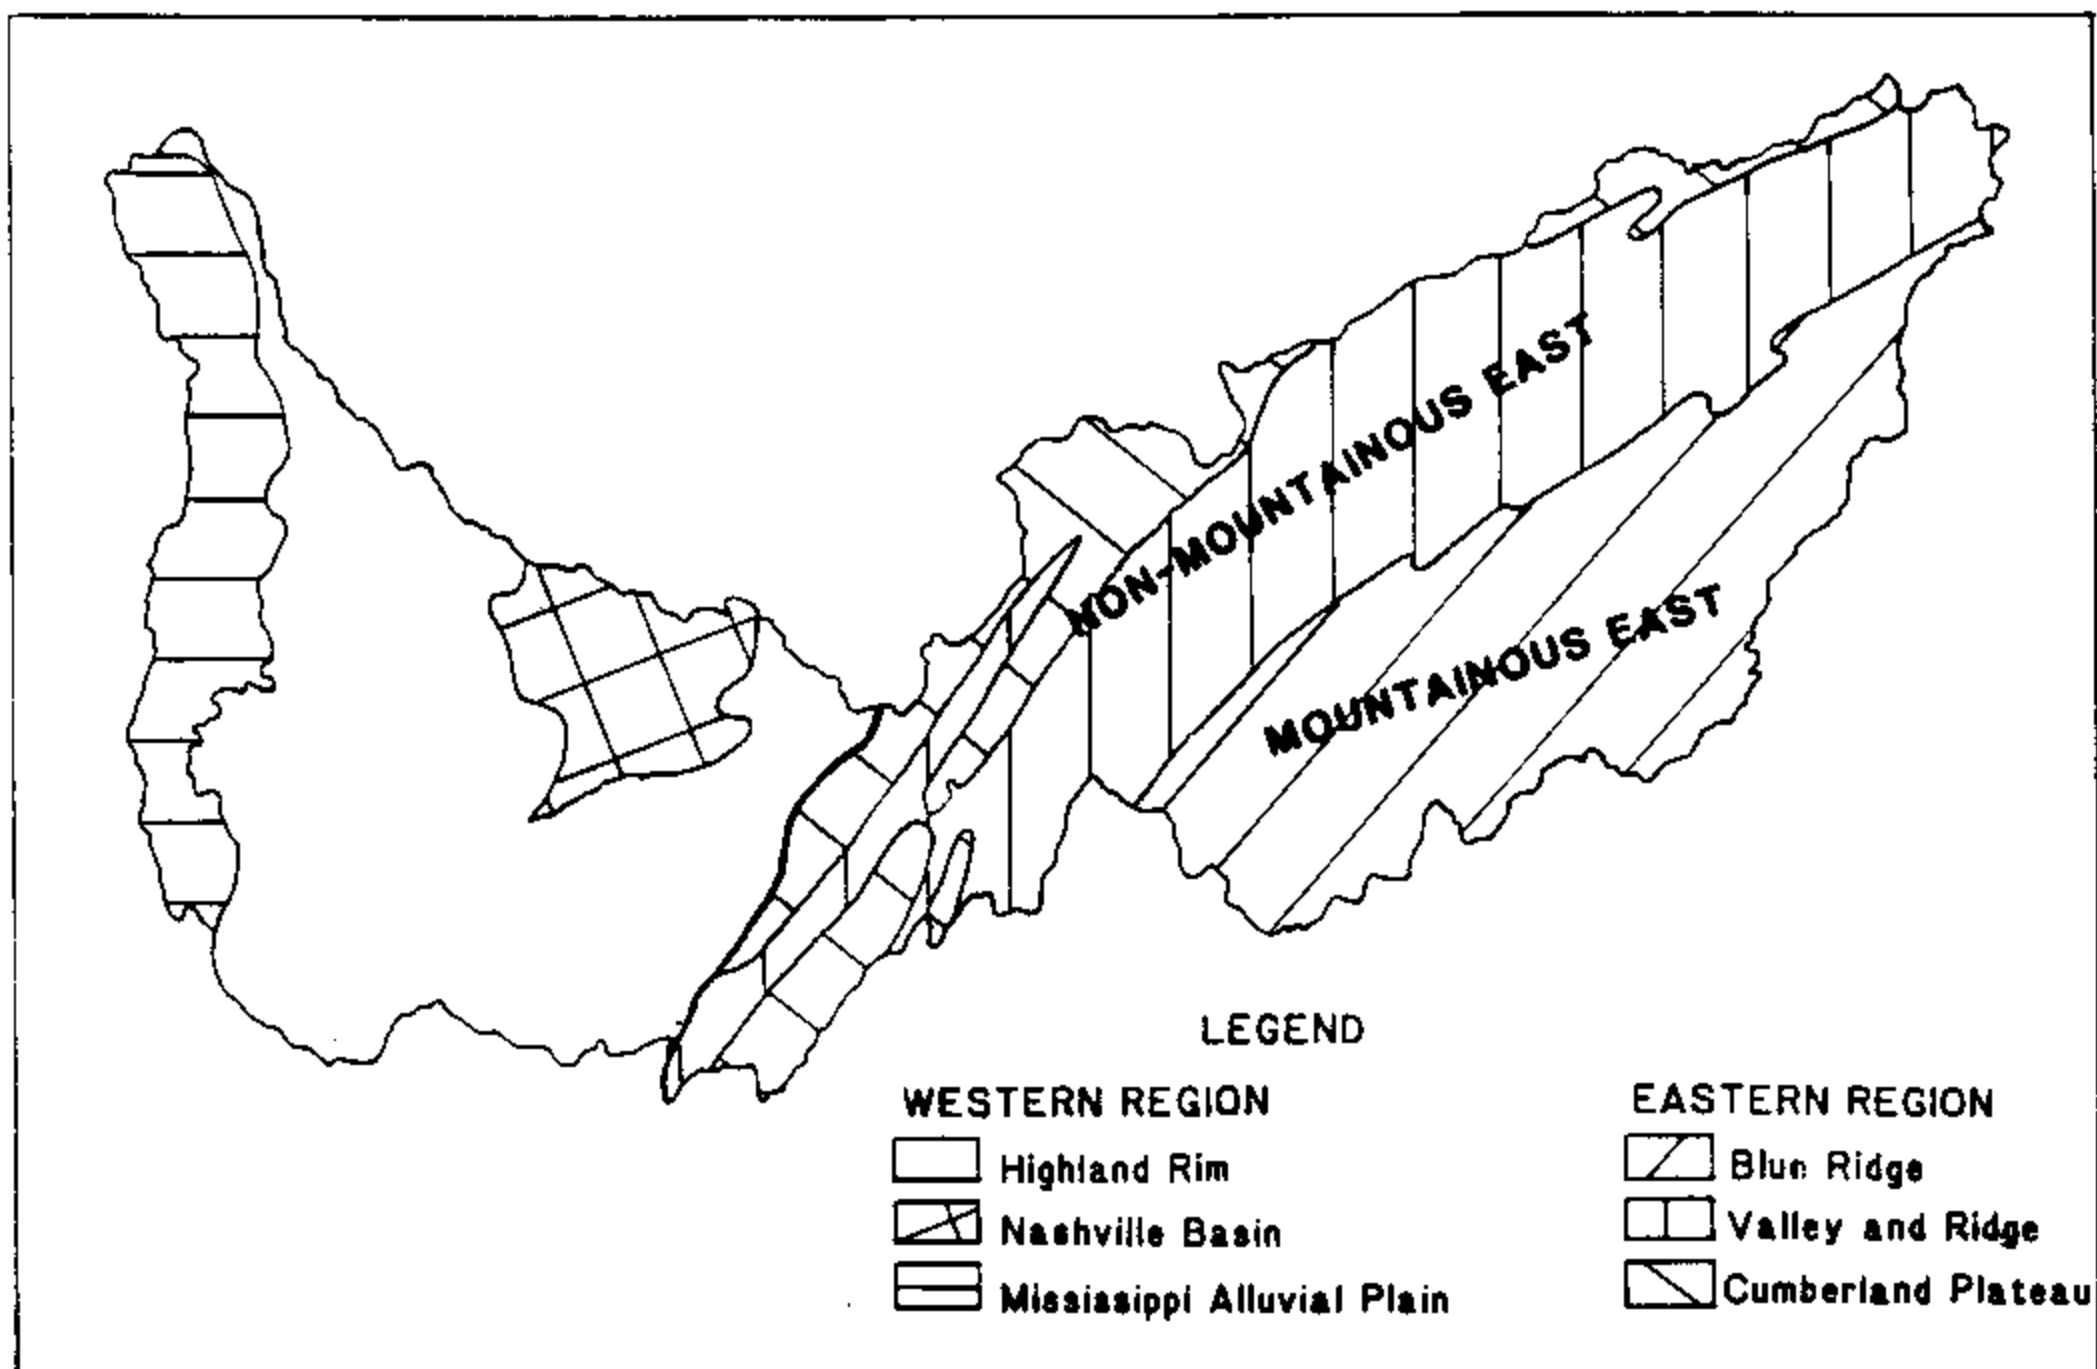 NON-MOUNTAINOUS EAST
MOUNTAINOUS EAST
LEGEND
WESTERN REGION
Highland Rim
Nashville Basin
Mississippi Alluvial Plain
EASTERN REGION
Blue Ridge
Valley and Ridge
Cumberland Plateau